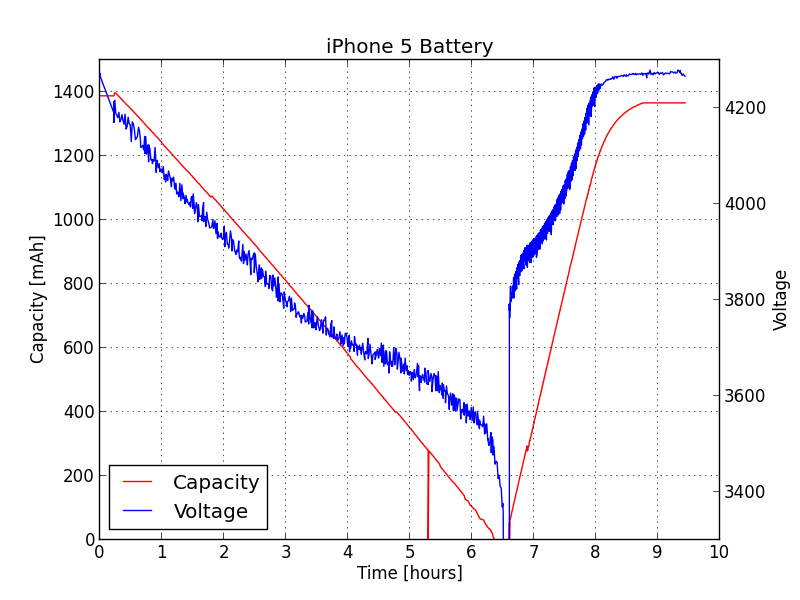 iPhone 5 Battery
1400
1200
1000
800
600
400
200
0
Capacity [mAh]
4200
4000
3800
3600
3400
Voltage
Capacity
Voltage
0 1 2 3 4 5 6 7 8 9 10
Time [hours]